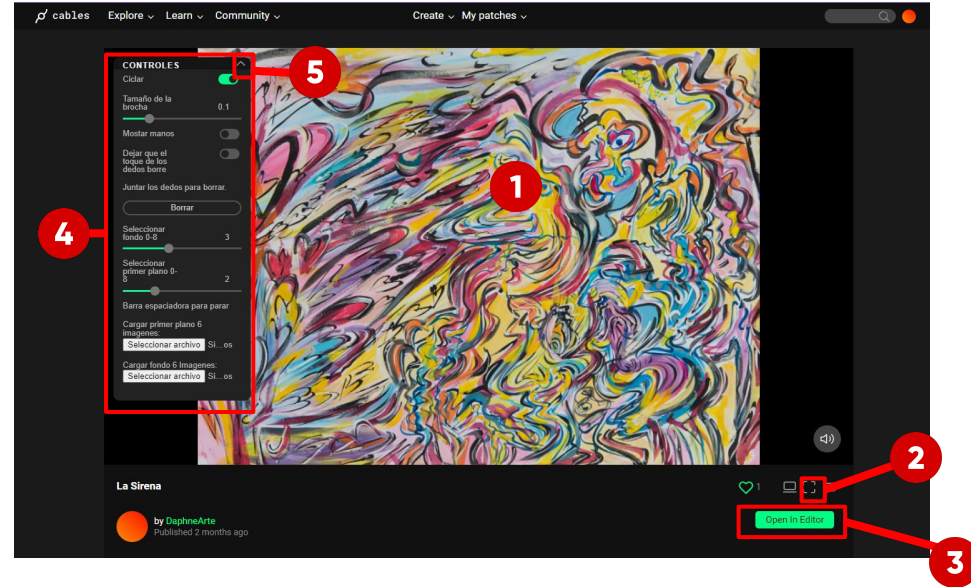 cables Explore Learn Community Create My patches
CONTROLES
Ciclar
Tamaño de la
brocha 0.1
Mostar manos
Dejar que el
toque de los
dedos borre
Juntar los dedos para borrar.
Borrar
Seleccionar
fondo 0-8 3
Seleccionar
primer plano 0-
8 2
Barra espaciadora para parar
Cargar primer plano 6
imagenes:
Seleccionar archivo Si...os
Cargar fondo 6 Imagenes:
Seleccionar archivo Si...os
5
1
4
2
La Sirena 1
by DaphneArte
Published 2 months ago
Open In Editor
3